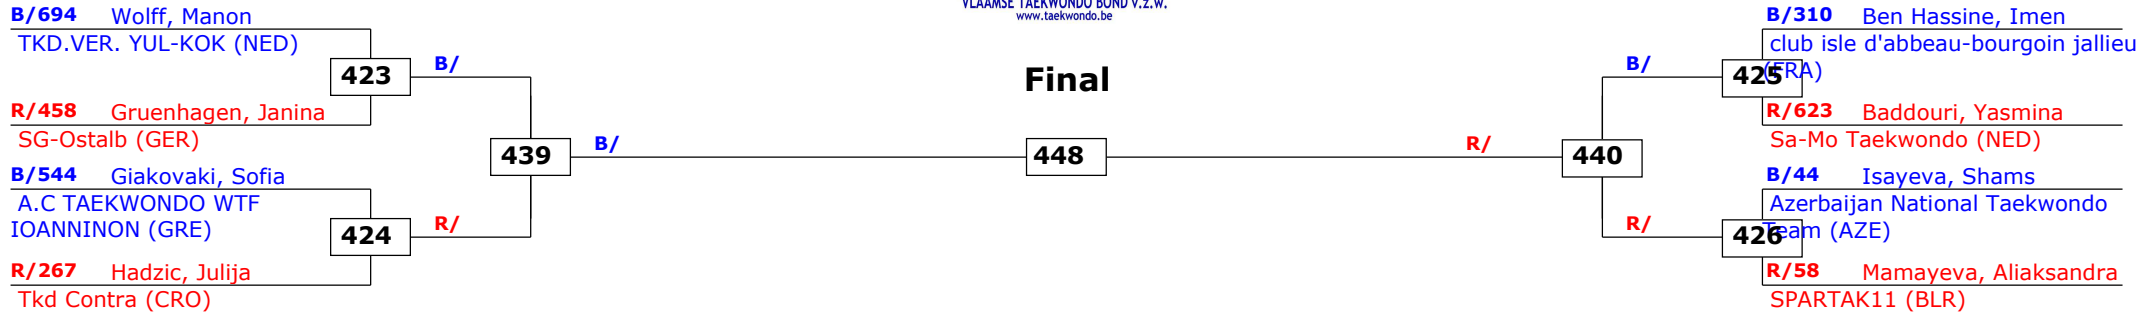 VLAAMSE TAEKWONDO BOND v.z.w.
www.taekwondo.be
B/694 Wolff, Manon
TKD.VER. YUL-KOK (NED)
423
B/
R/458 Gruenhagen, Janina
SG-Ostalb (GER)
439
B/
B/544 Giakovaki, Sofia
A.C TAEKWONDO WTF
IOANNINON (GRE)
424
R/
R/267 Hadzic, Julija
Tkd Contra (CRO)
Final
448
B/310 Ben Hassine, Imen
club isle d'abbeau-bourgoin jallieu
(FRA)
B/
425
R/623 Baddouri, Yasmina
Sa-Mo Taekwondo (NED)
R/
440
B/44 Isayeva, Shams
Azerbaijan National Taekwondo
Team (AZE)
R/
426
R/58 Mamayeva, Aliaksandra
SPARTAK11 (BLR)